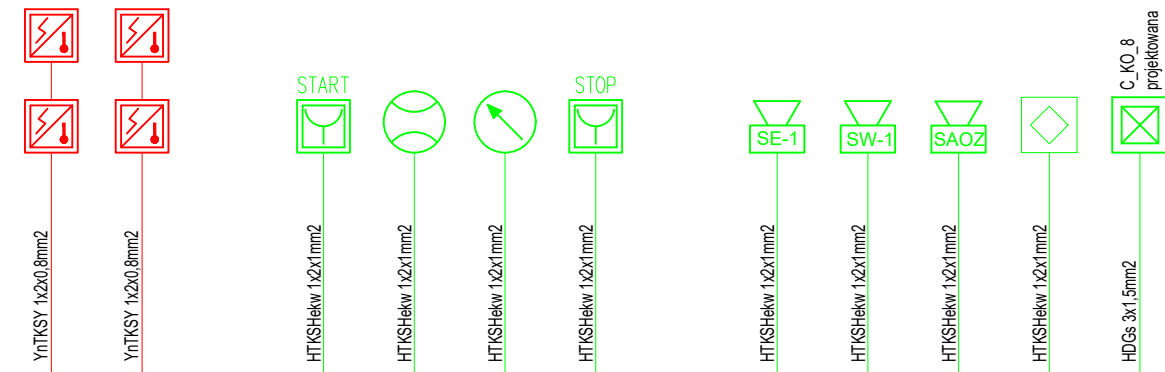 C_KO_8
projektowana
START
STOP
SE-1
SW-1
SAOZ
YnTKSY 1x2x0,8mm2
YnTKSY 1x2x0,8mm2
HTKSHekw 1x2x1mm2
HTKSHekw 1x2x1mm2
HTKSHekw 1x2x1mm2
HTKSHekw 1x2x1mm2
HTKSHekw 1x2x1mm2
HTKSHekw 1x2x1mm2
HTKSHekw 1x2x1mm2
HTKSHekw 1x2x1mm2
HDGs 3x1,5mm2